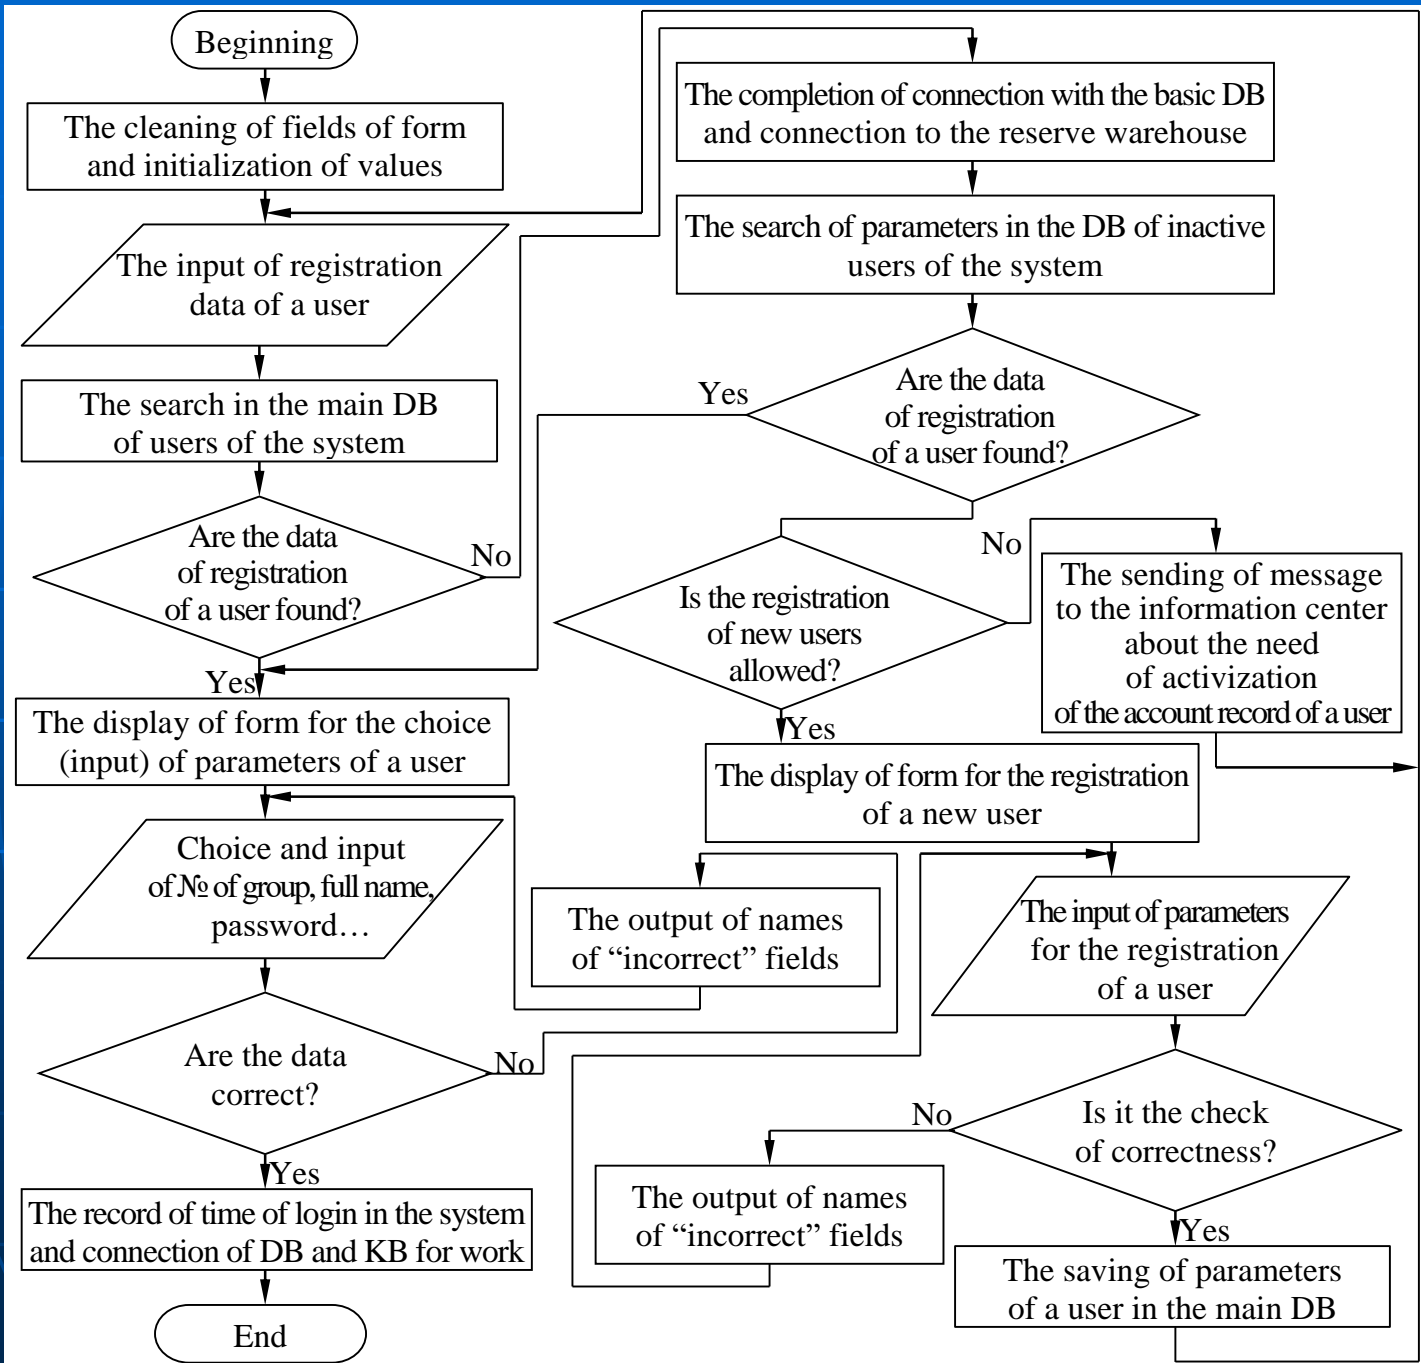 Beginning
The cleaning of fields of form
and initialization of values
The input of registration
data of a user
The search in the main DB
of users of the system
Are the data
of registration
of a user found?
No
Yes
The display of form for the choice
(input) of parameters of a user
Choice and input
of № of group, full name,
password…
Are the data
correct?
No
Yes
The record of time of login in the system
and connection of DB and KB for work
End
The completion of connection with the basic DB
and connection to the reserve warehouse
The search of parameters in the DB of inactive
users of the system
Are the data
of registration
of a user found?
Yes
Is the registration
of new users
allowed?
No
The sending of message
to the information center
about the need
of activization
of the account record of a user
Yes
The display of form for the registration
of a new user
The output of names
of “incorrect” fields
The input of parameters
for the registration
of a user
Is it the check
of correctness?
No
The output of names
of “incorrect” fields
Yes
The saving of parameters
of a user in the main DB